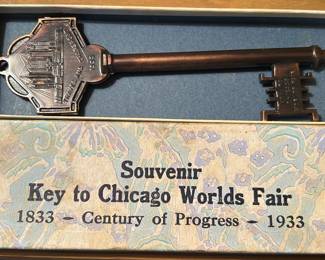 Souvenir
Key to Chicago Worlds Fair
1833 - Century of Progress - 1933